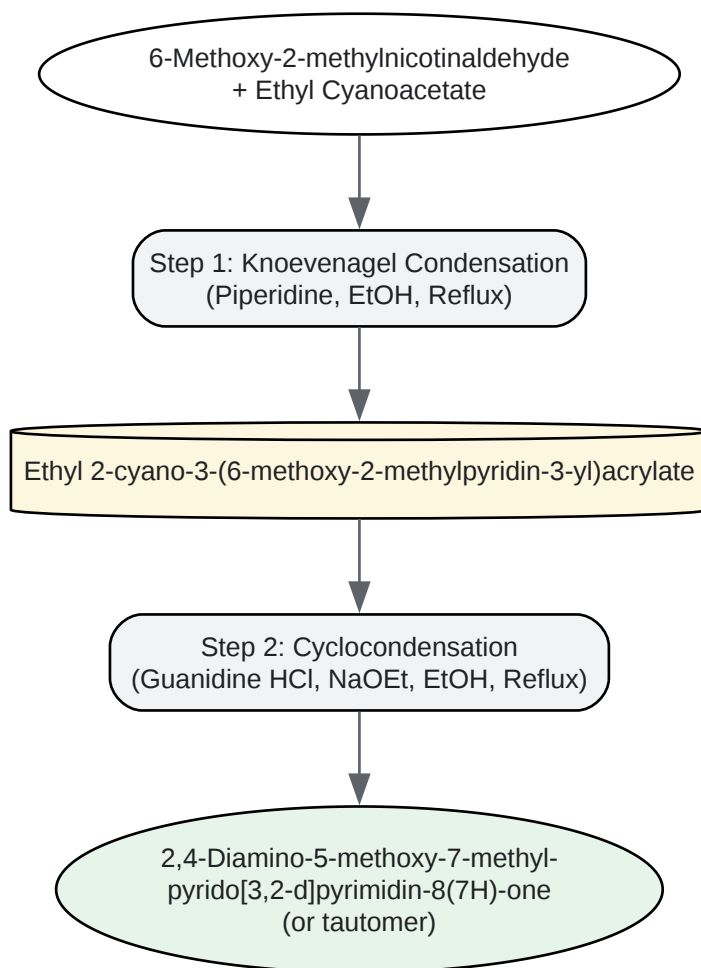 6-Methoxy-2-methylnicotinaldehyde
+ Ethyl Cyanoacetate
Step 1: Knoevenagel Condensation
(Piperidine, EtOH, Reflux)
Ethyl 2-cyano-3-(6-methoxy-2-methylpyridin-3-yl)acrylate
Step 2: Cyclocondensation
(Guanidine HCl, NaOEt, EtOH, Reflux)
2,4-Diamino-5-methoxy-7-methyl-
pyrido[3,2-d]pyrimidin-8(7H)-one
(or tautomer)